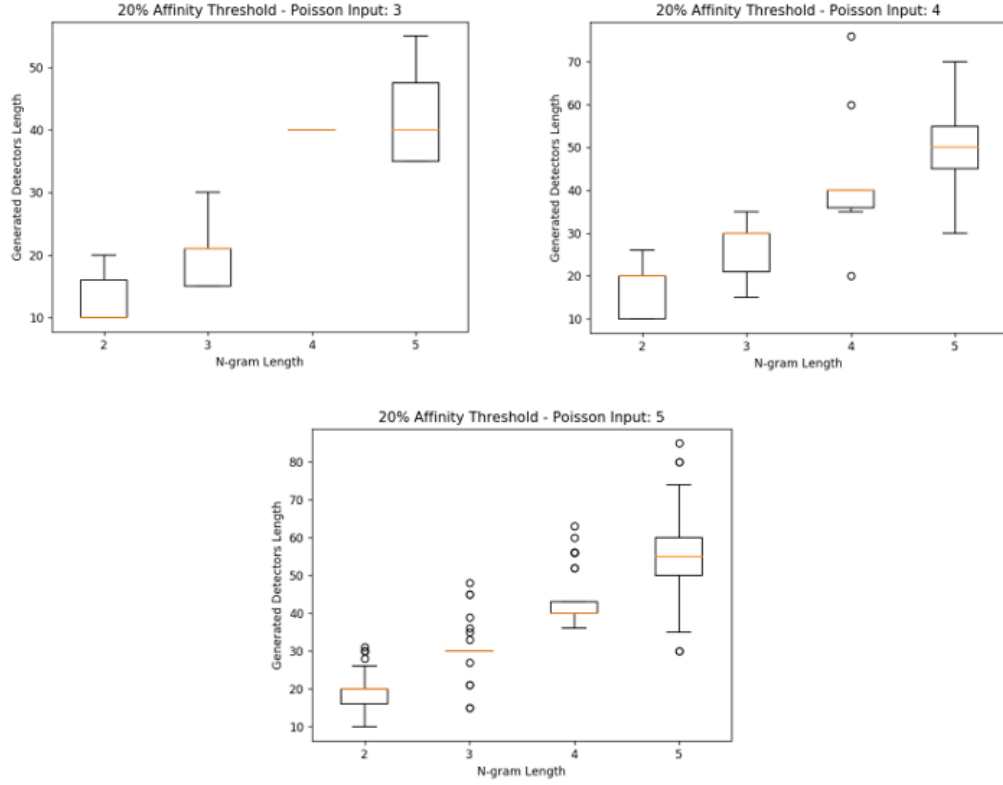 20% Affinity Threshold - Poisson Input: 3
Generated Detectors Length
50
40
30
20
10
2 3 4 5
N-gram Length
20% Affinity Threshold - Poisson Input: 4
Generated Detectors Length
70
60
50
40
30
20
10
2 3 4 5
N-gram Length
20% Affinity Threshold - Poisson Input: 5
Generated Detectors Length
80
70
60
50
40
30
20
10
2 3 4 5
N-gram Length